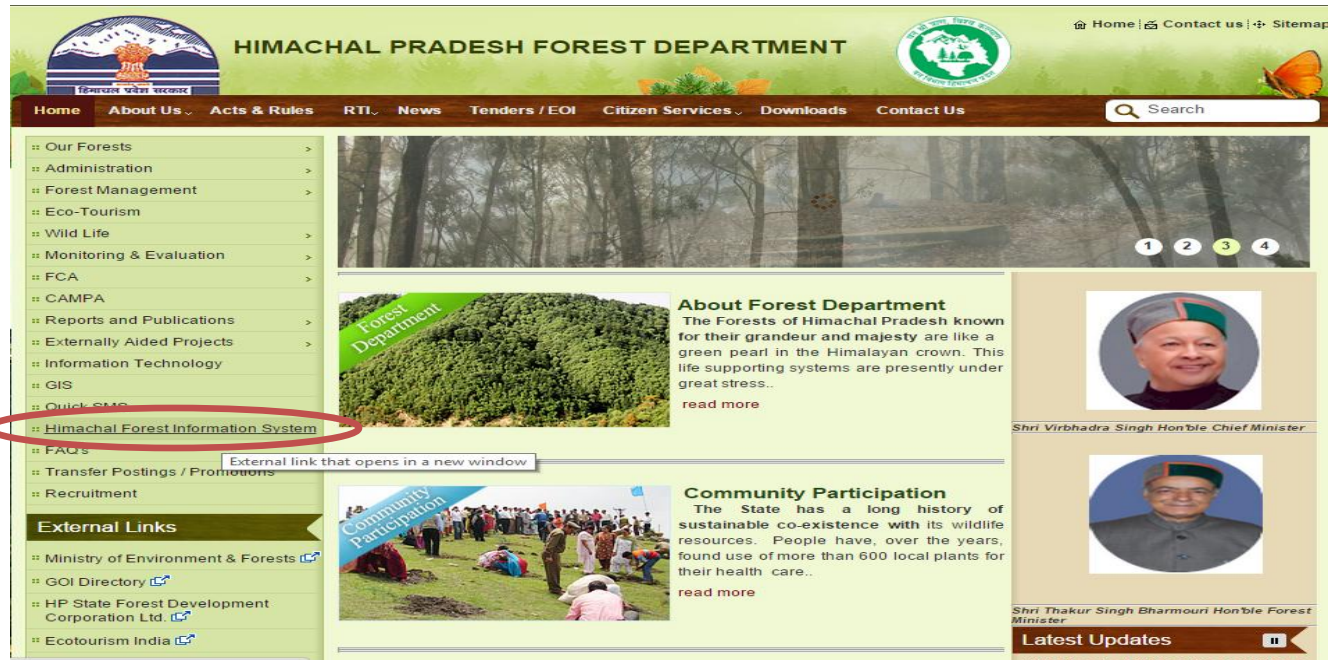 Home Contact us Sitemap
HIMACHAL PRADESH FOREST DEPARTMENT
हिमाचल प्रदेश सरकार
Home About Us Acts & Rules RTI News Tenders / EOI Citizen Services Downloads Contact Us Search
Our Forests
Administration
Forest Management
Eco-Tourism
Wild Life
Monitoring & Evaluation
FCA
CAMPA
Reports and Publications
Externally Aided Projects
Information Technology
GIS
Quick SMS
Himachal Forest Information System
FAQ's
External link that opens in a new window
Transfer Postings / Promotions
Recruitment
External Links
Ministry of Environment & Forests
GOI Directory
HP State Forest Development
Corporation Ltd.
Ecotourism India
1 2 3 4
Forest
Department
About Forest Department
The Forests of Himachal Pradesh known
for their grandeur and majesty are like a
green pearl in the Himalayan crown. This
life supporting systems are presently under
great stress..
read more
Community
Participation
Community Participation
The State has a long history of
sustainable co-existence with its wildlife
resources. People have, over the years,
found use of more than 600 local plants for
their health care..
read more
Shri Virbhadra Singh Hon'ble Chief Minister
Shri Thakur Singh Bharmouri Hon'ble Forest
Minister
Latest Updates